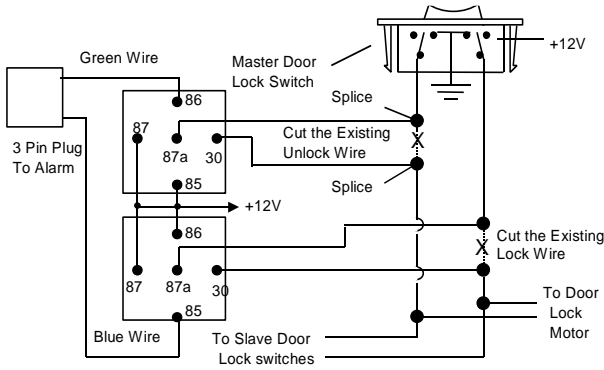 Green Wire
Master Door
Lock Switch
+12V
Splice
86
87
87a
30
3 Pin Plug
To Alarm
Cut the Existing
Unlock Wire
X
Splice
85
+12V
86
Cut the Existing
Lock Wire
X
87
87a
30
85
To Door
Lock
Motor
Blue Wire
To Slave Door
Lock switches